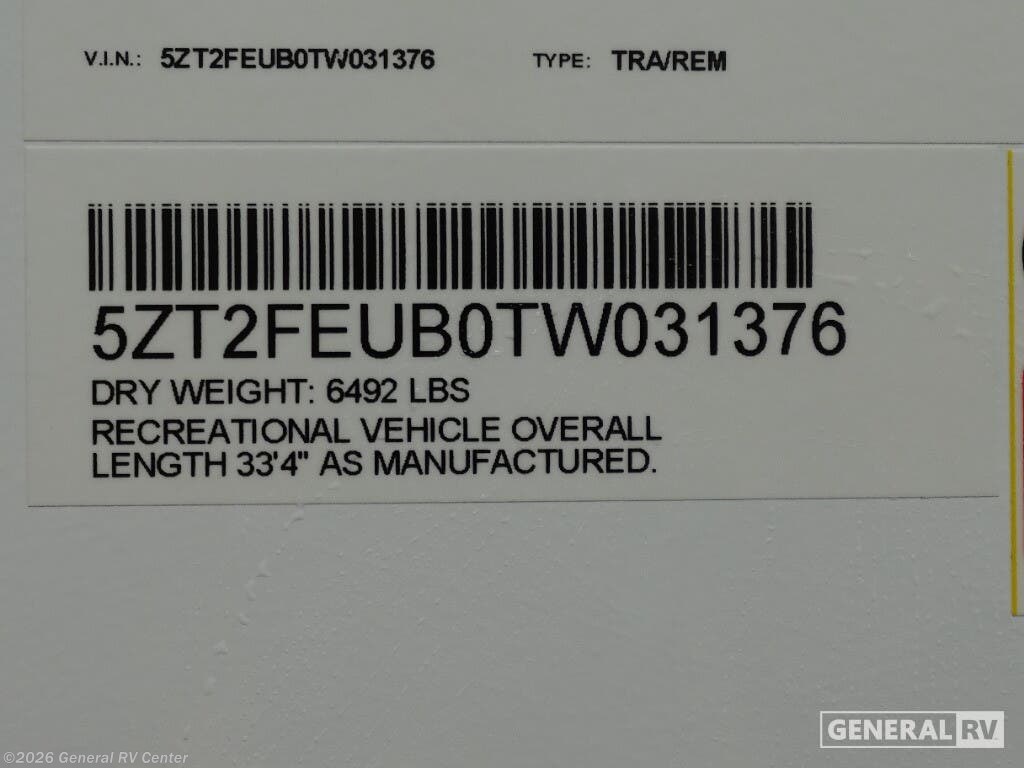 V.I.N.: 5ZT2FEUB0TW031376 TYPE: TRA/REM
5ZT2FEUB0TW031376
DRY WEIGHT: 6492 LBS
RECREATIONAL VEHICLE OVERALL
LENGTH 33'4" AS MANUFACTURED.
GENERAL RV
©2026 General RV Center